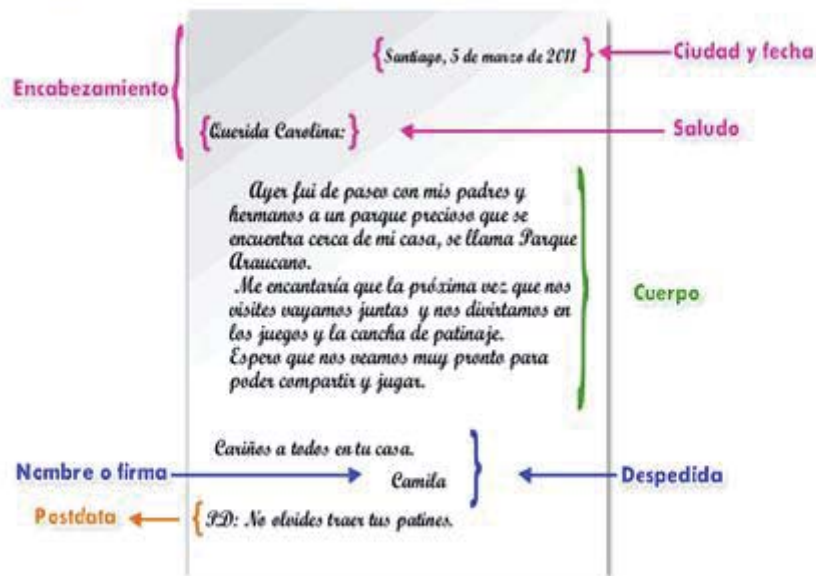 Santiago, 5 de marzo de 2011
Ciudad y fecha
Encabezamiento
Querida Carolina:
Saludo
Ayer fui de paseo con mis padres y
hermanos a un parque precioso que se
encuentra cerca de mi casa, se llama Parque
Araucano.
Me encantaría que la próxima vez que nos
visites vayamos juntas y nos divirtamos en
los juegos y la cancha de patinaje.
Espero que nos veamos muy pronto para
poder compartir y jugar.
Cuerpo
Cariños a todos en tu casa.
Nombre o firma
Camila
Despedida
Postdata
PD: No olvides traer tus patines.